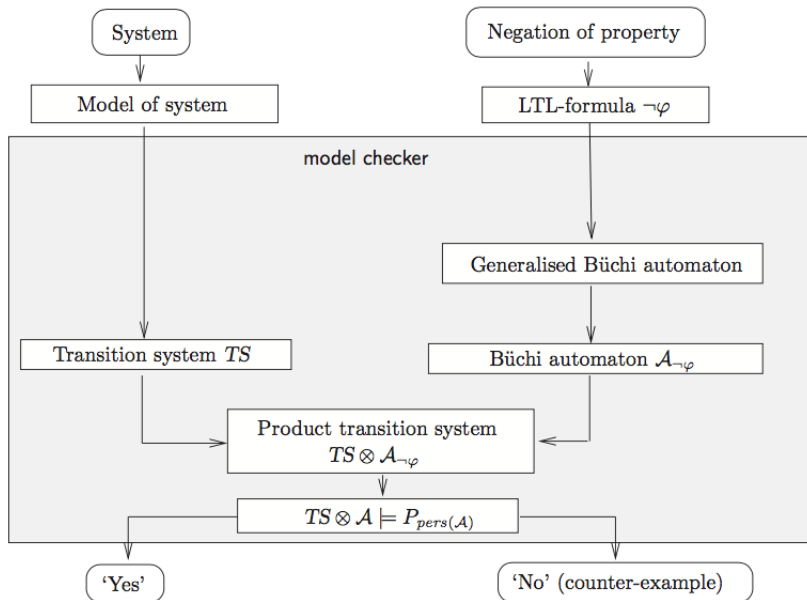 System
Negation of property
Model of system
LTL-formula ¬φ
model checker
Generalised Büchi automaton
Transition system TS
Büchi automaton 𝒜¬φ
Product transition system
TS ⊗ 𝒜¬φ
TS ⊗ 𝒜 ⊨ Ppers(𝒜)
‘Yes’
‘No’ (counter-example)